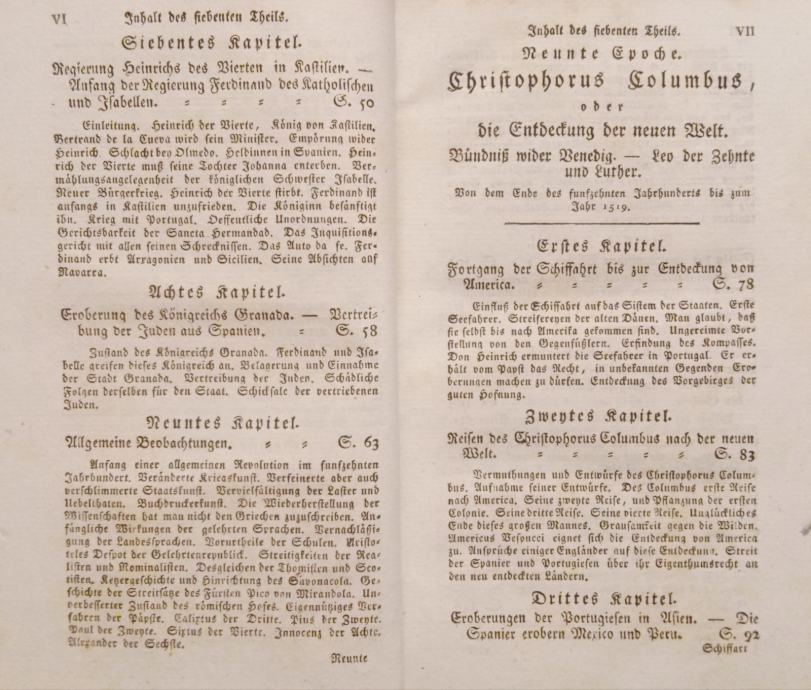 VI Inhalt des siebenten Theils.
Siebentes Kapitel.
Regierung Heinrichs des Vierten in Kastilien. —
Anfang der Regierung Ferdinand des Katholischen
und Isabellen. = = = = S. 50
Einleitung. Heinrich der Vierte, König von Kastilien.
Bertrand de la Cueva wird sein Minister. Empörung wider
Heinrich. Schlacht bey Olmedo. Heldinnen in Spanien. Hein-
rich der Vierte muß seine Tochter Johanna enterben. Ver-
mählungsangelegenheit der königlichen Schwester Isabelle.
Neuer Bürgerkrieg. Heinrich der Vierte stirbt. Ferdinand ist
anfangs in Kastilien unzufrieden. Die Königinn besänftigt
ihn. Krieg mit Portugal. Oeffentliche Unordnungen. Die
Gerichtsbarkeit der Sancta Hermandad. Das Inquisitions-
gericht mit allen seinen Schrecknissen. Das Auto da fe. Fer-
dinand erbt Arragonien und Sicilien. Seine Absichten auf
Navarra.
Achtes Kapitel.
Eroberung des Königreichs Granada. — Vertrei-
bung der Juden aus Spanien. = S. 58
Zustand des Königreichs Granada. Ferdinand und Isa-
belle greifen dieses Königreich an. Belagerung und Einnahme
der Stadt Granada. Vertreibung der Juden. Schädliche
Folgen derselben für den Staat. Schicksale der vertriebenen
Juden.
Neuntes Kapitel.
Allgemeine Beobachtungen. = = S. 63
Anfang einer allgemeinen Revolution im funfzehnten
Jahrhundert. Veränderte Kriegskunst. Verfeinerte aber auch
verschlimmerte Staatskunst. Vervielfältigung der Laster und
Uebelthaten. Buchdruckerkunst. Die Wiederherstellung der
Wissenschaften hat man nicht den Griechen zuzuschreiben. An-
fängliche Wirkungen der gelehrten Sprachen. Vernachläßi-
gung der Landessprachen. Vorurtheile der Schulen. Aristo-
teles Despot der Gelehrtenrepublick. Streitigkeiten der Rea-
listen und Nominalisten. Desgleichen der Thomisten und Sco-
tisten. Ketzergeschichte und Hinrichtung des Savonacola. Ge-
schichte der Streitsätze des Fürsten Pico von Mirandola. Un-
verbesserter Zustand des römischen Hofes. Eigennütziges Ver-
fahren der Päpste. Calixtus der Dritte. Pius der Zweyte.
Paul der Zweyte. Sixtus der Vierte. Innocenz der Achte.
Alexander der Sechste.
Neunte
Inhalt des siebenten Theils. VII
Neunte Epoche.
Christophorus Columbus,
oder
die Entdeckung der neuen Welt.
Bündniß wider Venedig. — Leo der Zehnte
und Luther.
Von dem Ende des funfzehnten Jahrhunderts bis zum
Jahr 1519.
Erstes Kapitel.
Fortgang der Schiffahrt bis zur Entdeckung von
America. = = = = = S. 78
Einfluß der Schiffahrt auf das Sistem der Staaten. Erste
Seefahrer. Streifereyen der alten Dänen. Man glaubt, daß
sie selbst bis nach Amerika gekommen sind. Ungereimte Vor-
stellung von den Gegenfüßlern. Erfindung des Kompasses.
Don Heinrich ermuntert die Seefahrer in Portugal. Er er-
hält vom Papst das Recht, in unbekannten Gegenden Ero-
berungen machen zu dürfen. Entdeckung des Vorgebirges der
guten Hofnung.
Zweytes Kapitel.
Reisen des Christophorus Columbus nach der neuen
Welt. = = = = = S. 83
Vermuthungen und Entwürfe des Christophorus Colum-
bus. Aufnahme seiner Entwürfe. Des Columbus erste Reise
nach America. Seine zweyte Reise, und Pflanzung der ersten
Colonie. Seine dritte Reise. Seine vierte Reise. Unglückliches
Ende dieses großen Mannes. Grausamkeit gegen die Wilden.
Americus Vespucci eignet sich die Entdeckung von America
zu. Ansprüche einiger Engländer auf diese Entdeckung. Streit
der Spanier und Portugiesen über ihr Eigenthumsrecht an
den neu entdeckten Ländern.
Drittes Kapitel.
Eroberungen der Portugiesen in Asien. — Die
Spanier erobern Mexico und Peru. S. 92
Schiffart